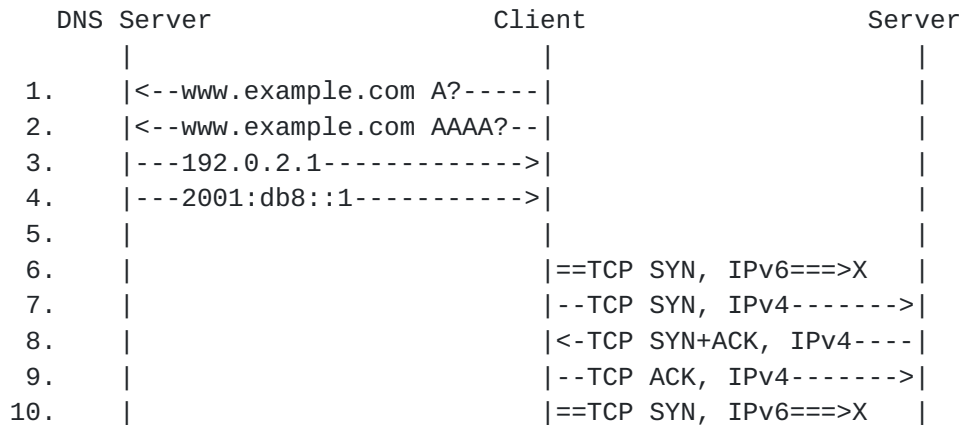 DNS Server                  Client                  Server
        |                          |                       |
  1.    |<--www.example.com A?-----|                       |
  2.    |<--www.example.com AAAA?--|                       |
  3.    |---192.0.2.1------------->|                       |
  4.    |---2001:db8::1----------->|                       |
  5.    |                          |                       |
  6.    |                          |==TCP SYN, IPv6===>X   |
  7.    |                          |--TCP SYN, IPv4------->|
  8.    |                          |<-TCP SYN+ACK, IPv4----|
  9.    |                          |--TCP ACK, IPv4------->|
 10.    |                          |==TCP SYN, IPv6===>X   |